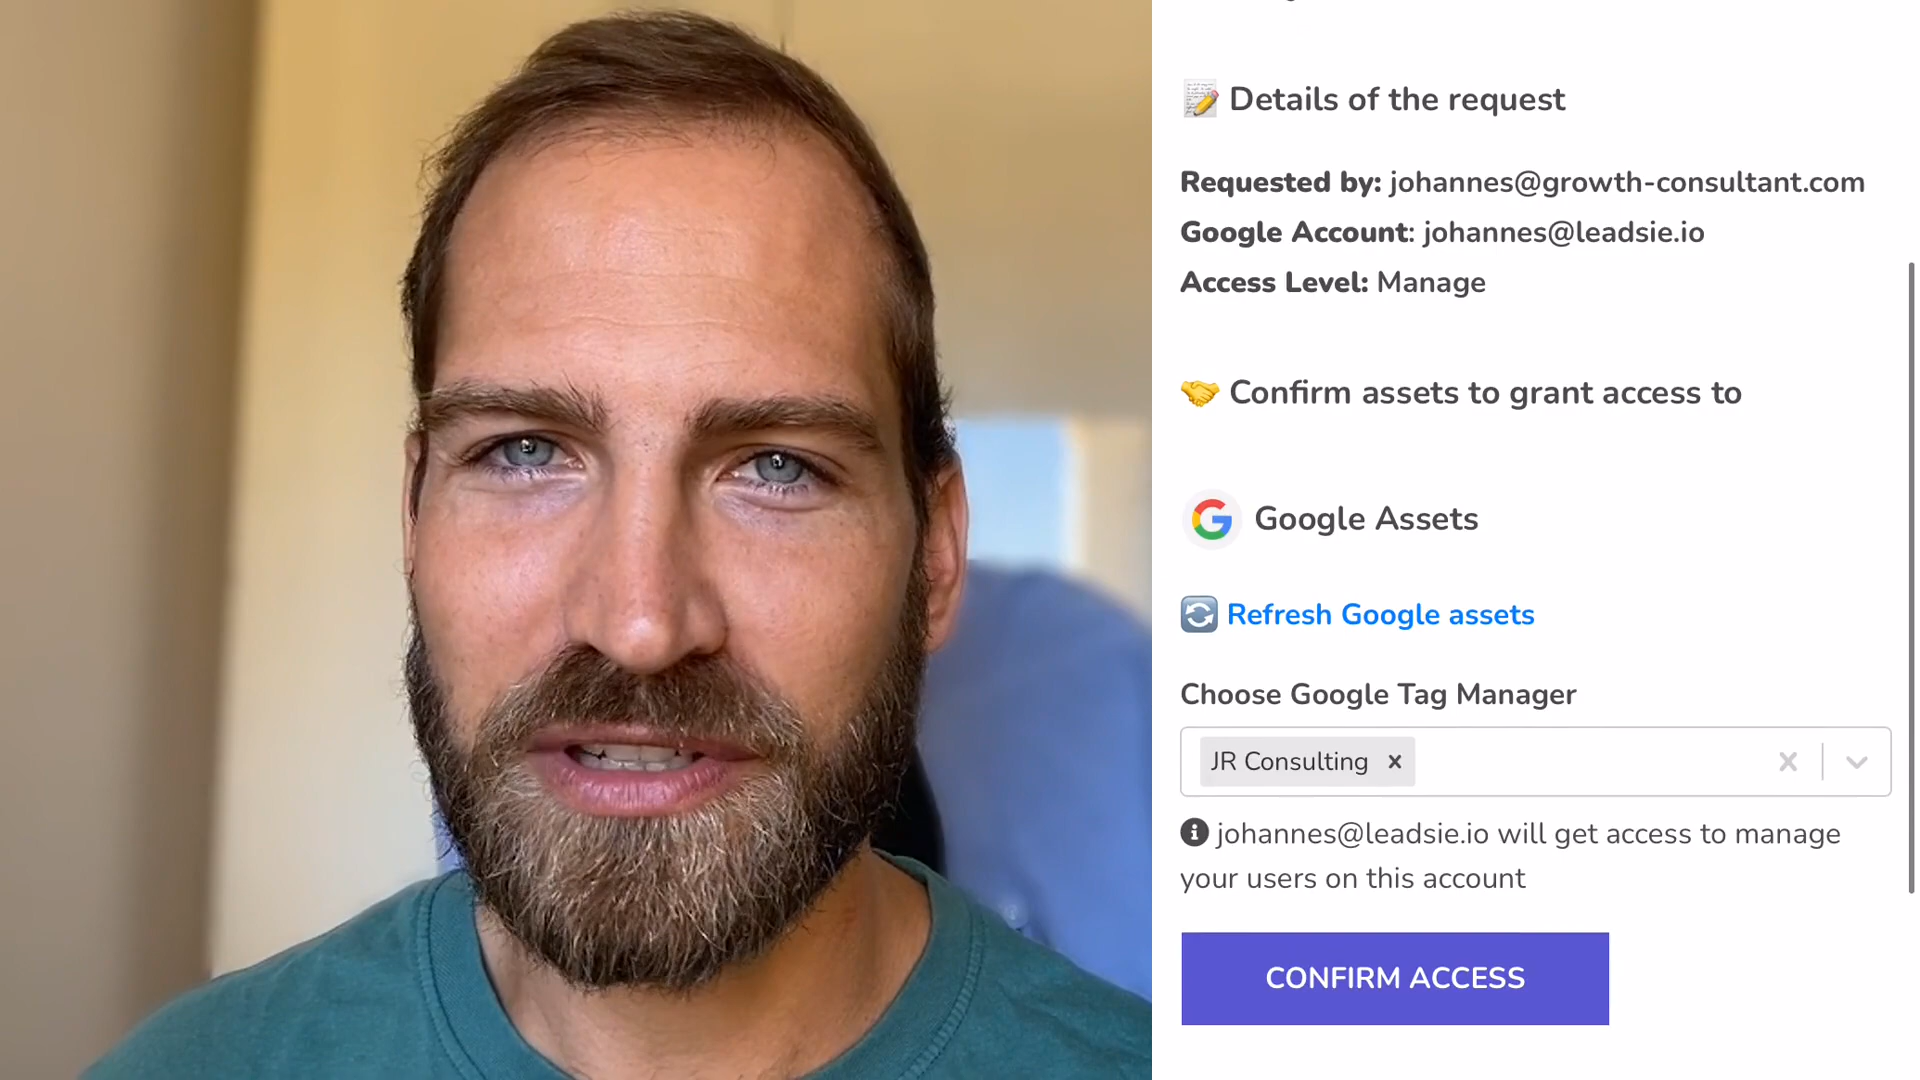 Details of the request
Requested by: johannes@growth-consultant.com
Google Account: johannes@leadsie.io
Access Level: Manage
Confirm assets to grant access to
Google Assets
Refresh Google assets
Choose Google Tag Manager
JR Consulting
johannes@leadsie.io will get access to manage
your users on this account
CONFIRM ACCESS